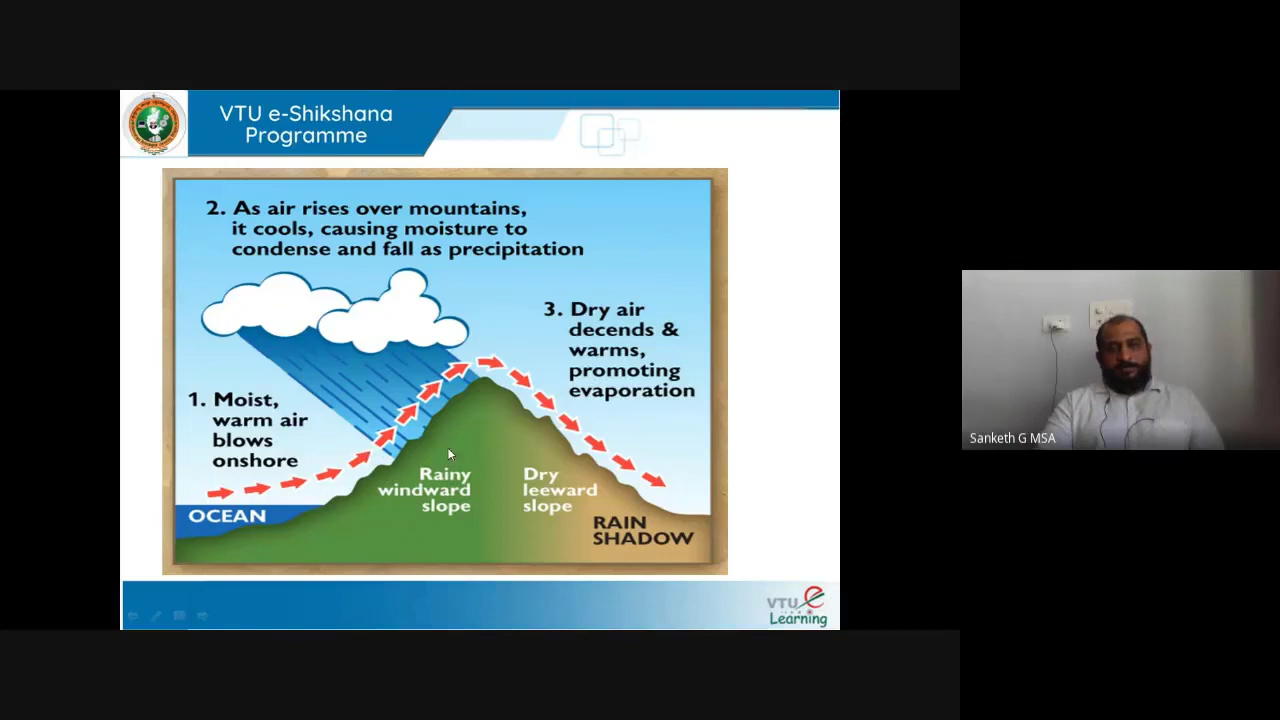 VTU e-Shikshana
Programme
2. As air rises over mountains,
it cools, causing moisture to
condense and fall as precipitation
3. Dry air
decends &
warms,
promoting
evaporation
1. Moist,
warm air
blows
onshore
Rainy
windward
slope
Dry
leeward
slope
OCEAN
RAIN
SHADOW
Sanketh G MSA
VTU e
Learning